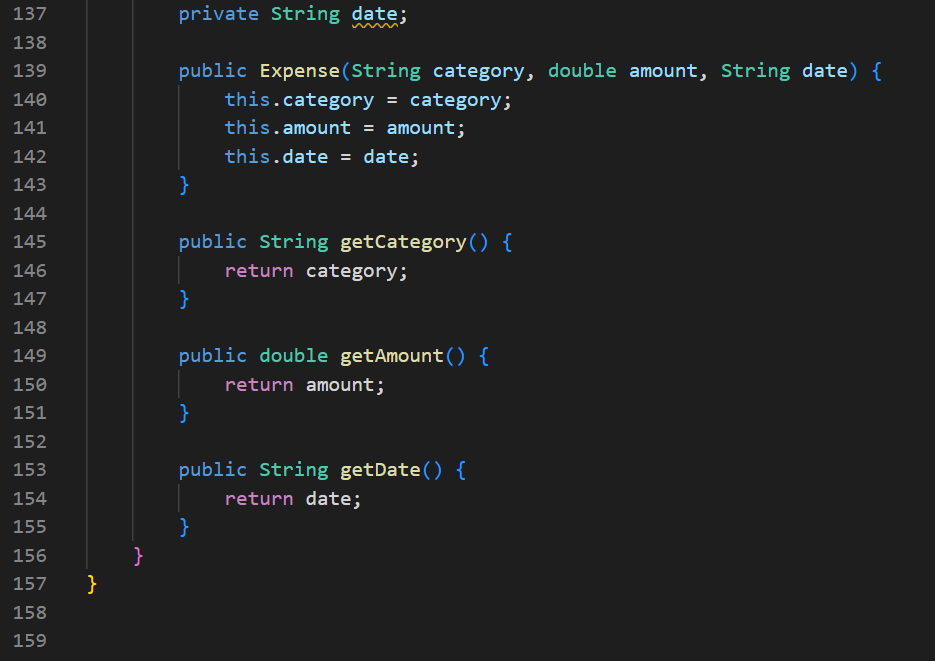 137 private String date;
138
139 public Expense(String category, double amount, String date) {
140 this.category = category;
141 this.amount = amount;
142 this.date = date;
143 }
144
145 public String getCategory() {
146 return category;
147 }
148
149 public double getAmount() {
150 return amount;
151 }
152
153 public String getDate() {
154 return date;
155 }
156 }
157 }
158
159